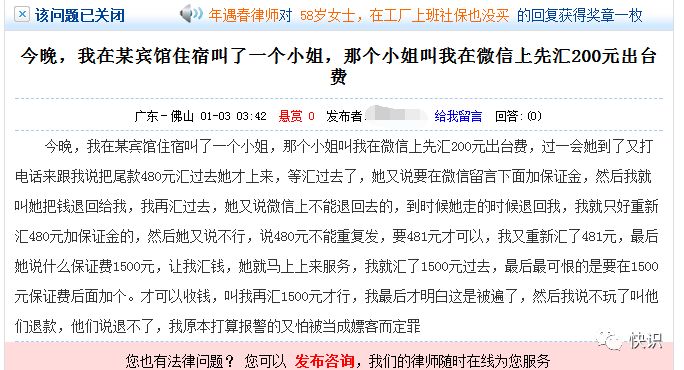 该问题已关闭
年遇春律师对 58岁女士，在工厂上班社保也没买 的回复获得奖章一枚
今晚，我在某宾馆住宿叫了一个小姐，那个小姐叫我在微信上先汇200元出台
费
广东－佛山 01-03 03:42 悬赏 0 发布者: 给我留言 回答: (0)
今晚，我在某宾馆住宿叫了一个小姐，那个小姐叫我在微信上先汇200元出台费，过一会她到了又打
电话来跟我说把尾款480元汇过去她才上来，等汇过去了，她又说要在微信留言下面加保证金，然后我就
叫她把钱退回给我，我再汇过去，她又说微信上不能退回去的，到时候她走的时候退回我，我就只好重新
汇480元加保证金的，然后她又说不行，说480元不能重复发，要481元才可以，我又重新汇了481元，最后
她说什么保证费1500元，让我汇钱，她就马上上来服务，我就汇了1500元过去，最后最可恨的是要在1500
元保证费后面加个。才可以收钱，叫我再汇1500元才行，我最后才明白这是被遍了，然后我说不玩了叫他
们退款，他们说退不了，我原本打算报警的又怕被当成嫖客而定罪
快识
您也有法律问题？ 您可以 发布咨询，我们的律师随时在线为您服务